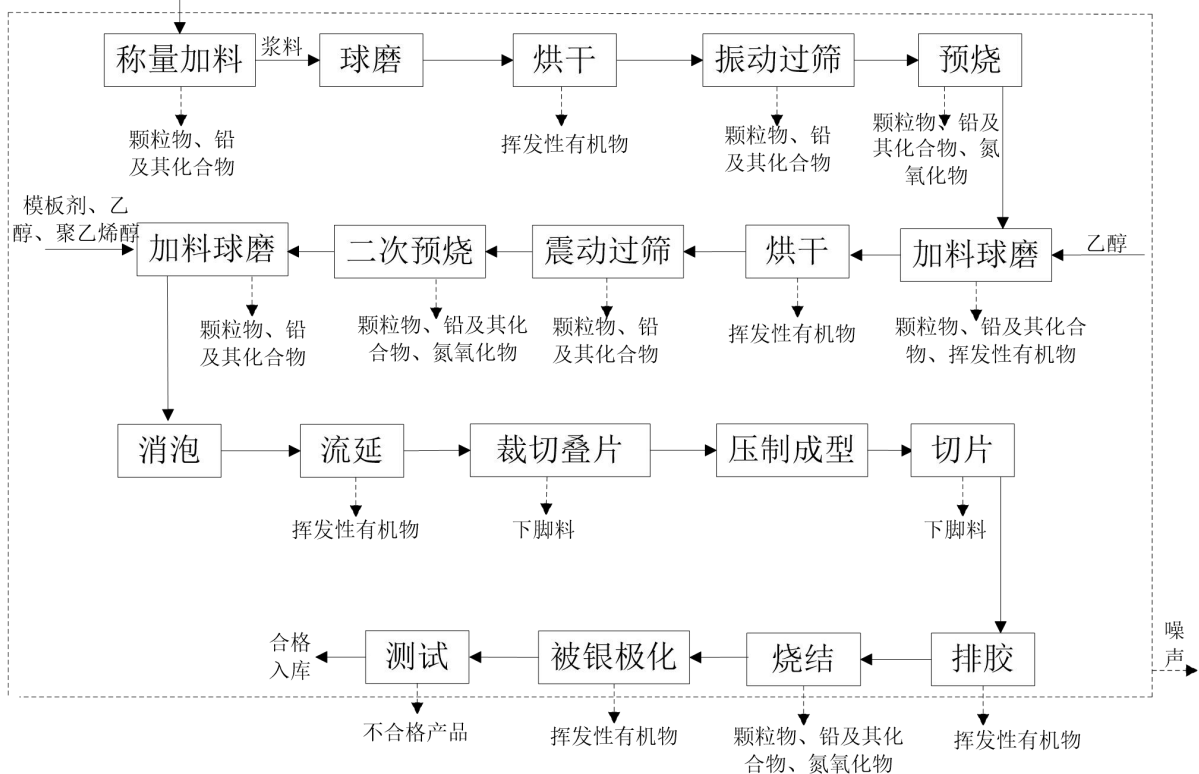 称量加料
浆料
球磨
烘干
振动过筛
预烧
颗粒物、铅
及其化合物
挥发性有机物
颗粒物、铅
及其化合物
颗粒物、铅及
其化合物、氮
氧化物
模板剂、乙
醇、聚乙烯醇
加料球磨
二次预烧
震动过筛
烘干
加料球磨
乙醇
颗粒物、铅
及其化合物
颗粒物、铅及其化
合物、氮氧化物
颗粒物、铅
及其化合物
挥发性有机物
颗粒物、铅及其化合
物、挥发性有机物
消泡
流延
裁切叠片
压制成型
切片
挥发性有机物
下脚料
下脚料
合格
入库
测试
被银极化
烧结
排胶
噪
声
不合格产品
挥发性有机物
颗粒物、铅及其化
合物、氮氧化物
挥发性有机物